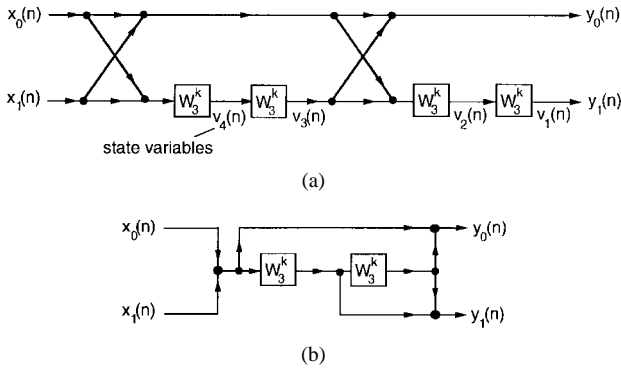 x₀(n) y₀(n)
x₁(n) W₃ᵏ W₃ᵏ W₃ᵏ W₃ᵏ y₁(n)
v₄(n) v₃(n) v₂(n) v₁(n)
state variables
(a)
x₀(n) y₀(n)
W₃ᵏ W₃ᵏ
x₁(n) y₁(n)
(b)